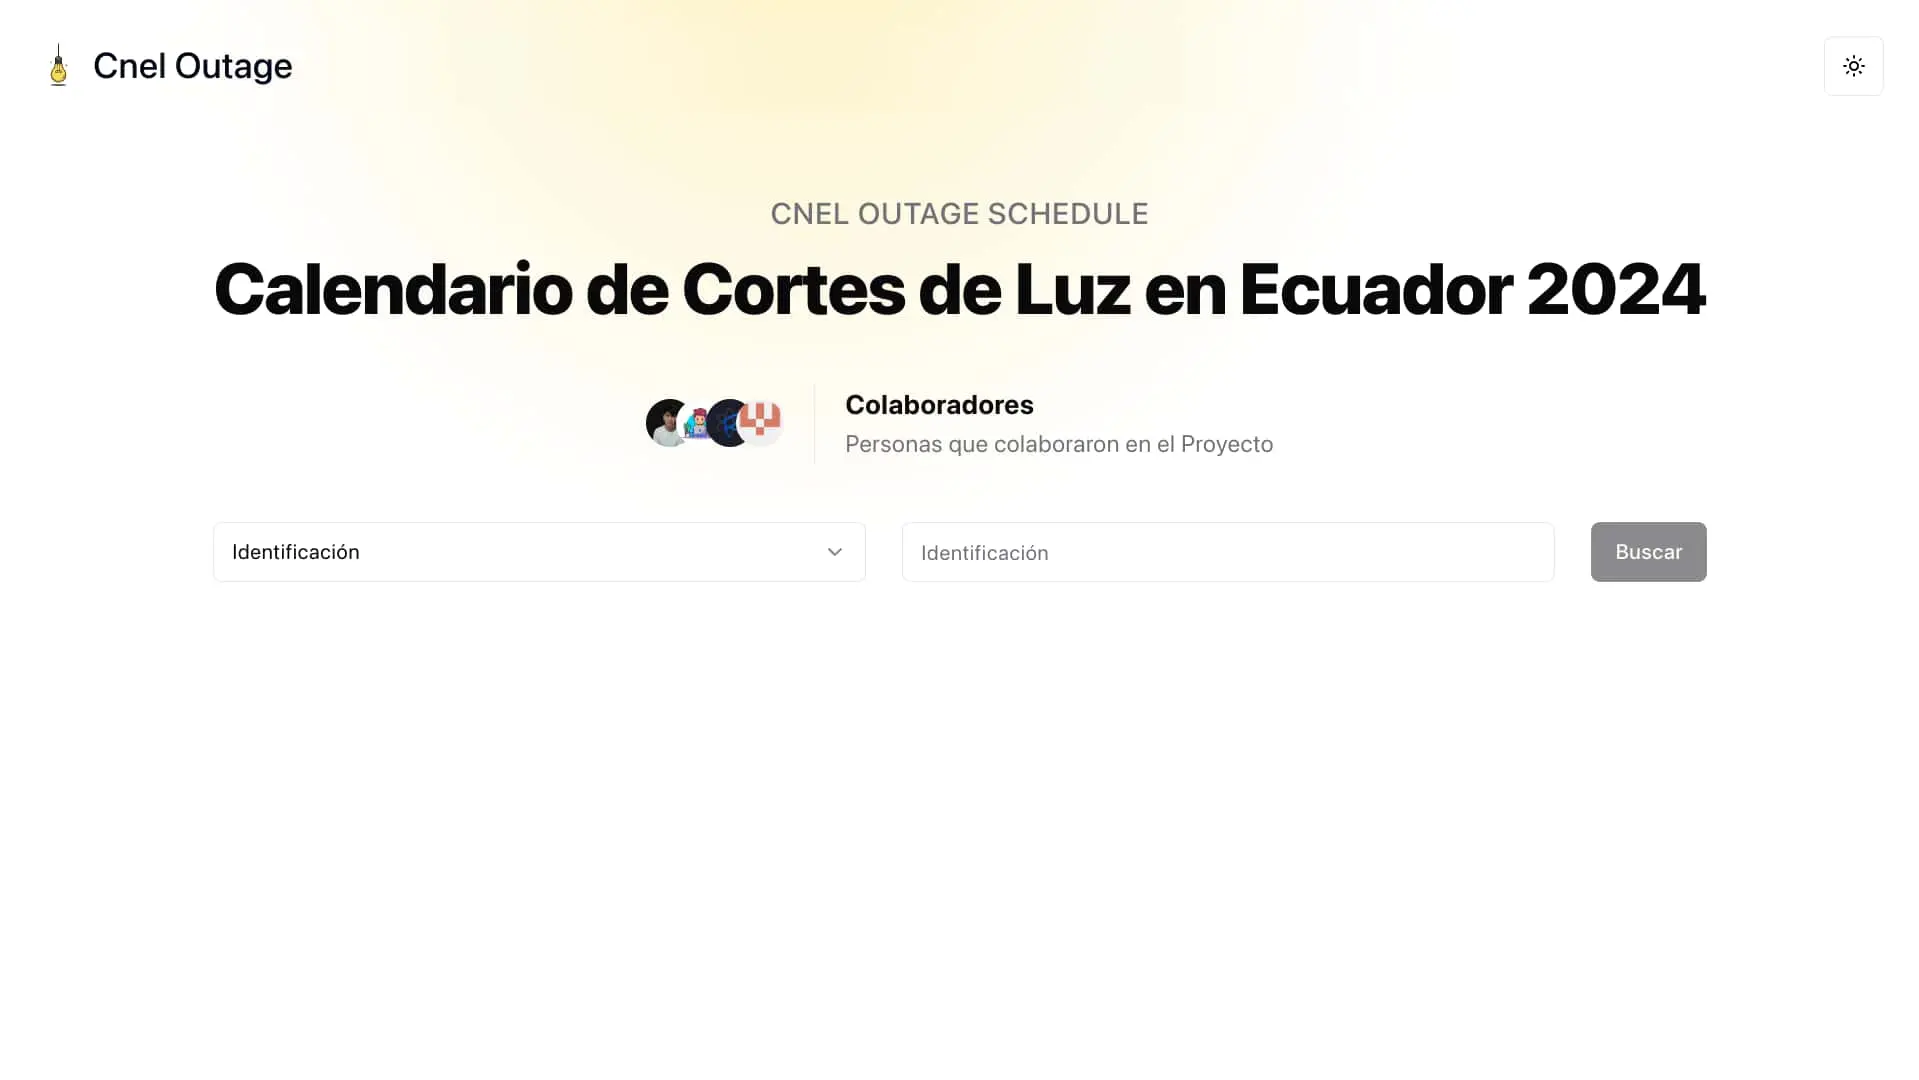 Cnel Outage
CNEL OUTAGE SCHEDULE
Calendario de Cortes de Luz en Ecuador 2024
Colaboradores
Personas que colaboraron en el Proyecto
Identificación
Identificación
Buscar